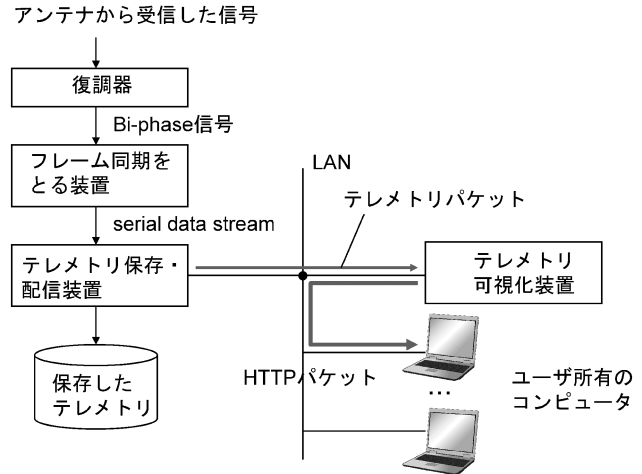 アンテナから受信した信号
復調器
Bi-phase信号
フレーム同期を
とる装置
serial data stream
テレメトリ保存・
配信装置
保存した
テレメトリ
LAN
テレメトリパケット
テレメトリ
可視化装置
HTTPパケット
…
ユーザ所有の
コンピュータ